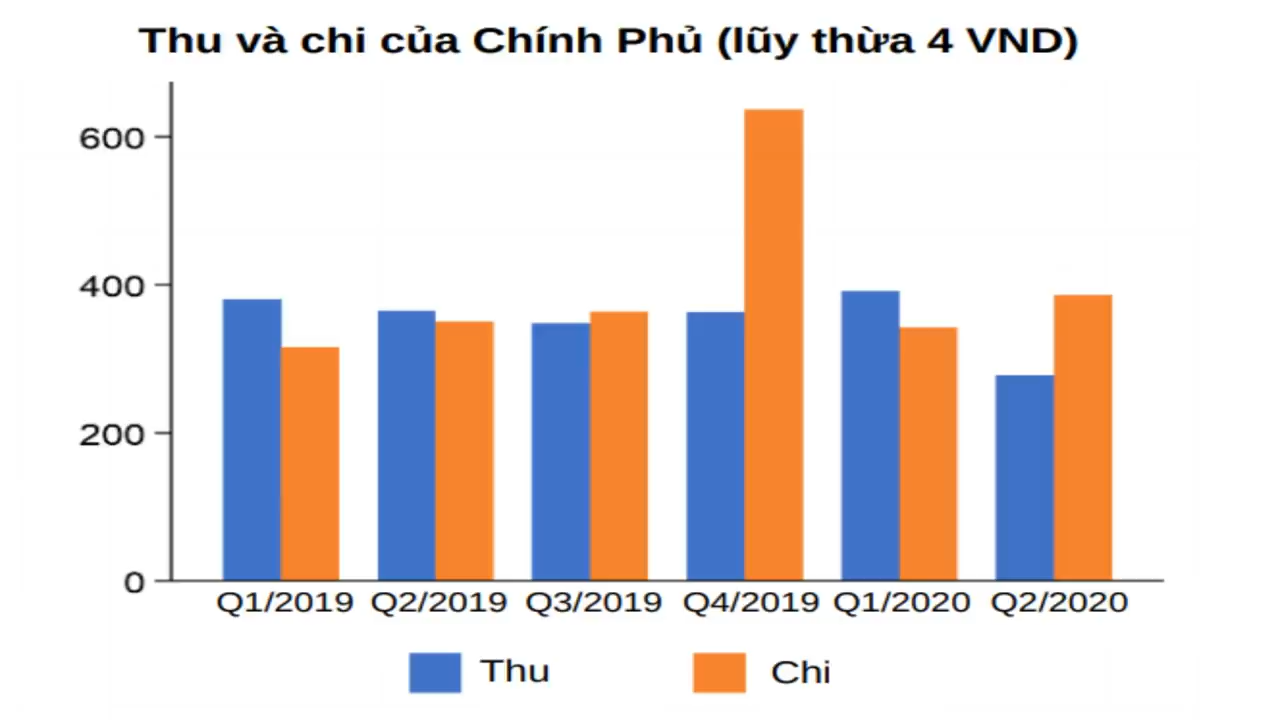 Thu và chi của Chính Phủ (lũy thừa 4 VND)
600
400
200
0
Q1/2019 Q2/2019 Q3/2019 Q4/2019 Q1/2020 Q2/2020
Thu Chi